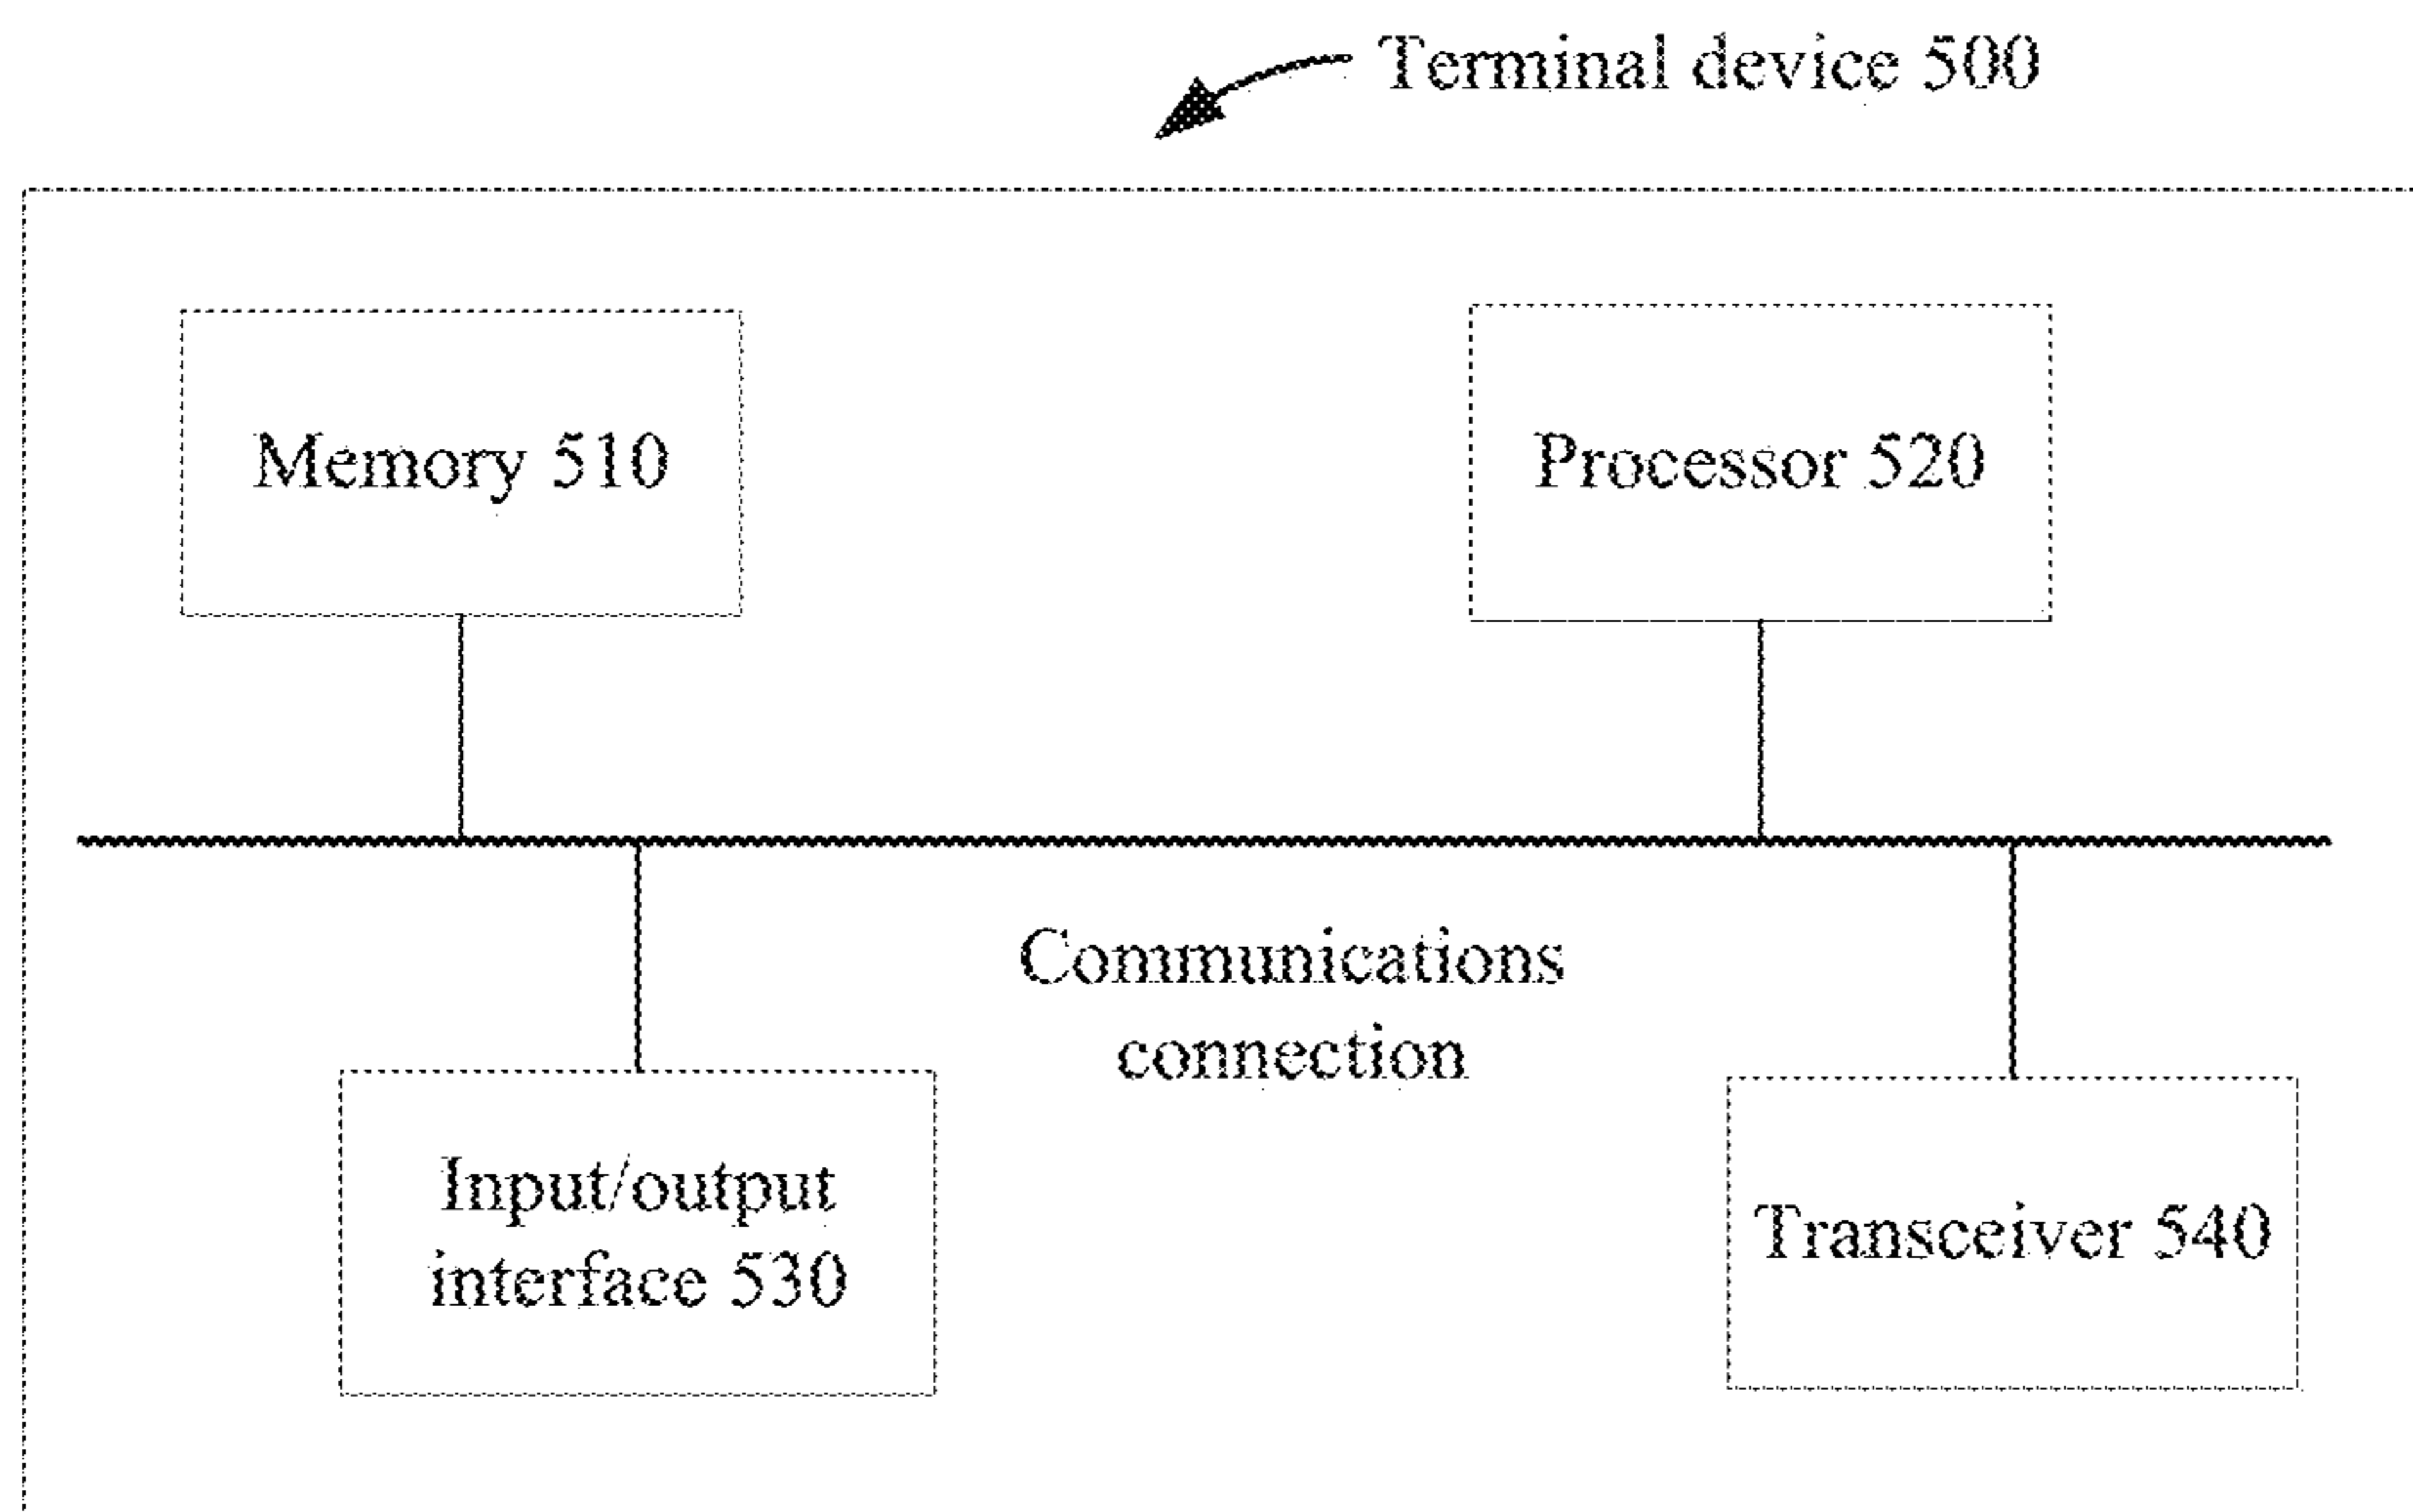 Terminal device 500
Memory 510
Processor 520
Communications
connection
Input/output
interface 530
Transceiver 540